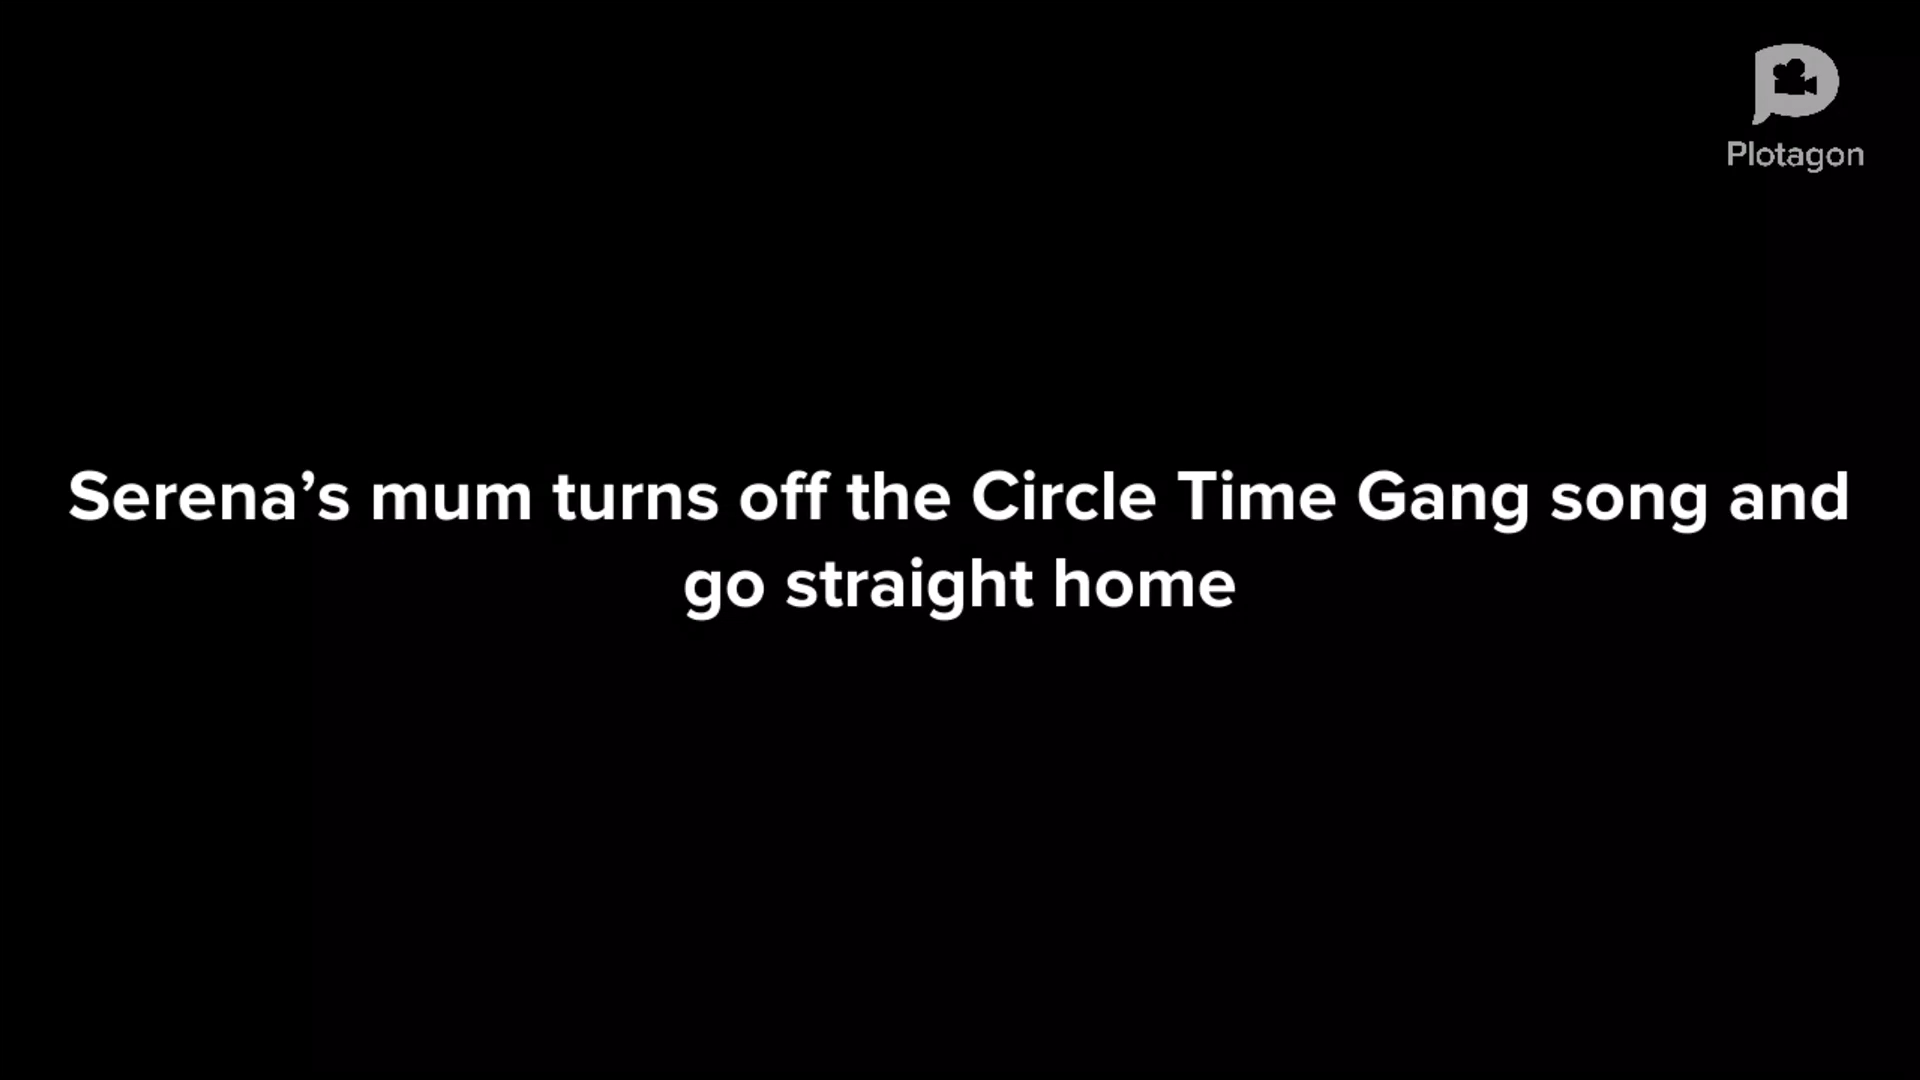 Plotagon
Serena’s mum turns off the Circle Time Gang song and
go straight home